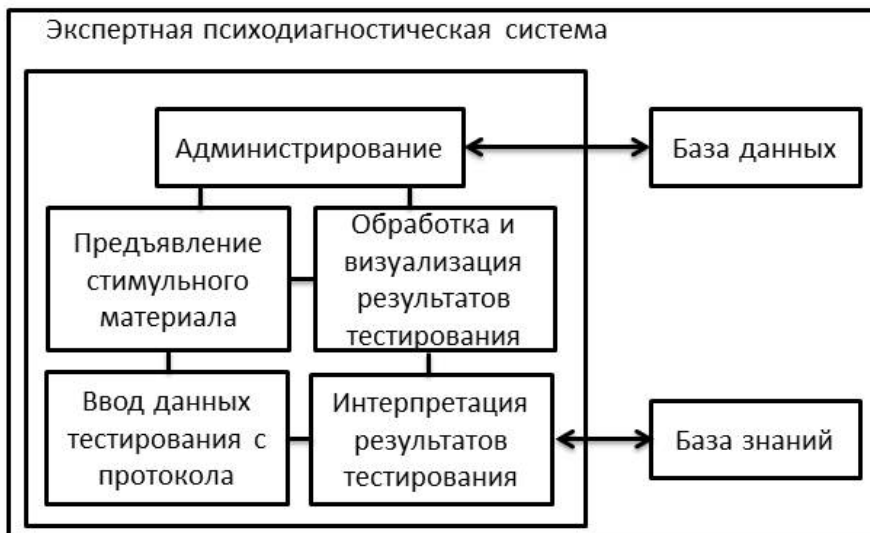 Экспертная психодиагностическая система
Администрирование
База данных
Предъявление
стимульного
материала
Обработка и
визуализация
результатов
тестирования
Ввод данных
тестирования с
протокола
Интерпретация
результатов
тестирования
База знаний